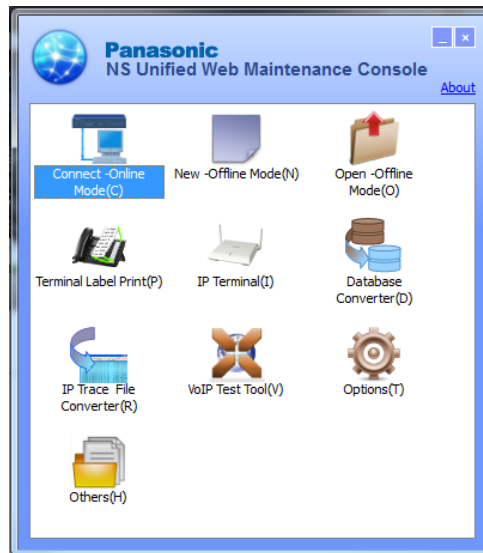 Panasonic
NS Unified Web Maintenance Console
About
Connect -Online
Mode(C)
New -Offline Mode(N)
Open -Offline
Mode(O)
Terminal Label Print(P)
IP Terminal(I)
Database
Converter(D)
IP Trace File
Converter(R)
VoIP Test Tool(V)
Options(T)
Others(H)